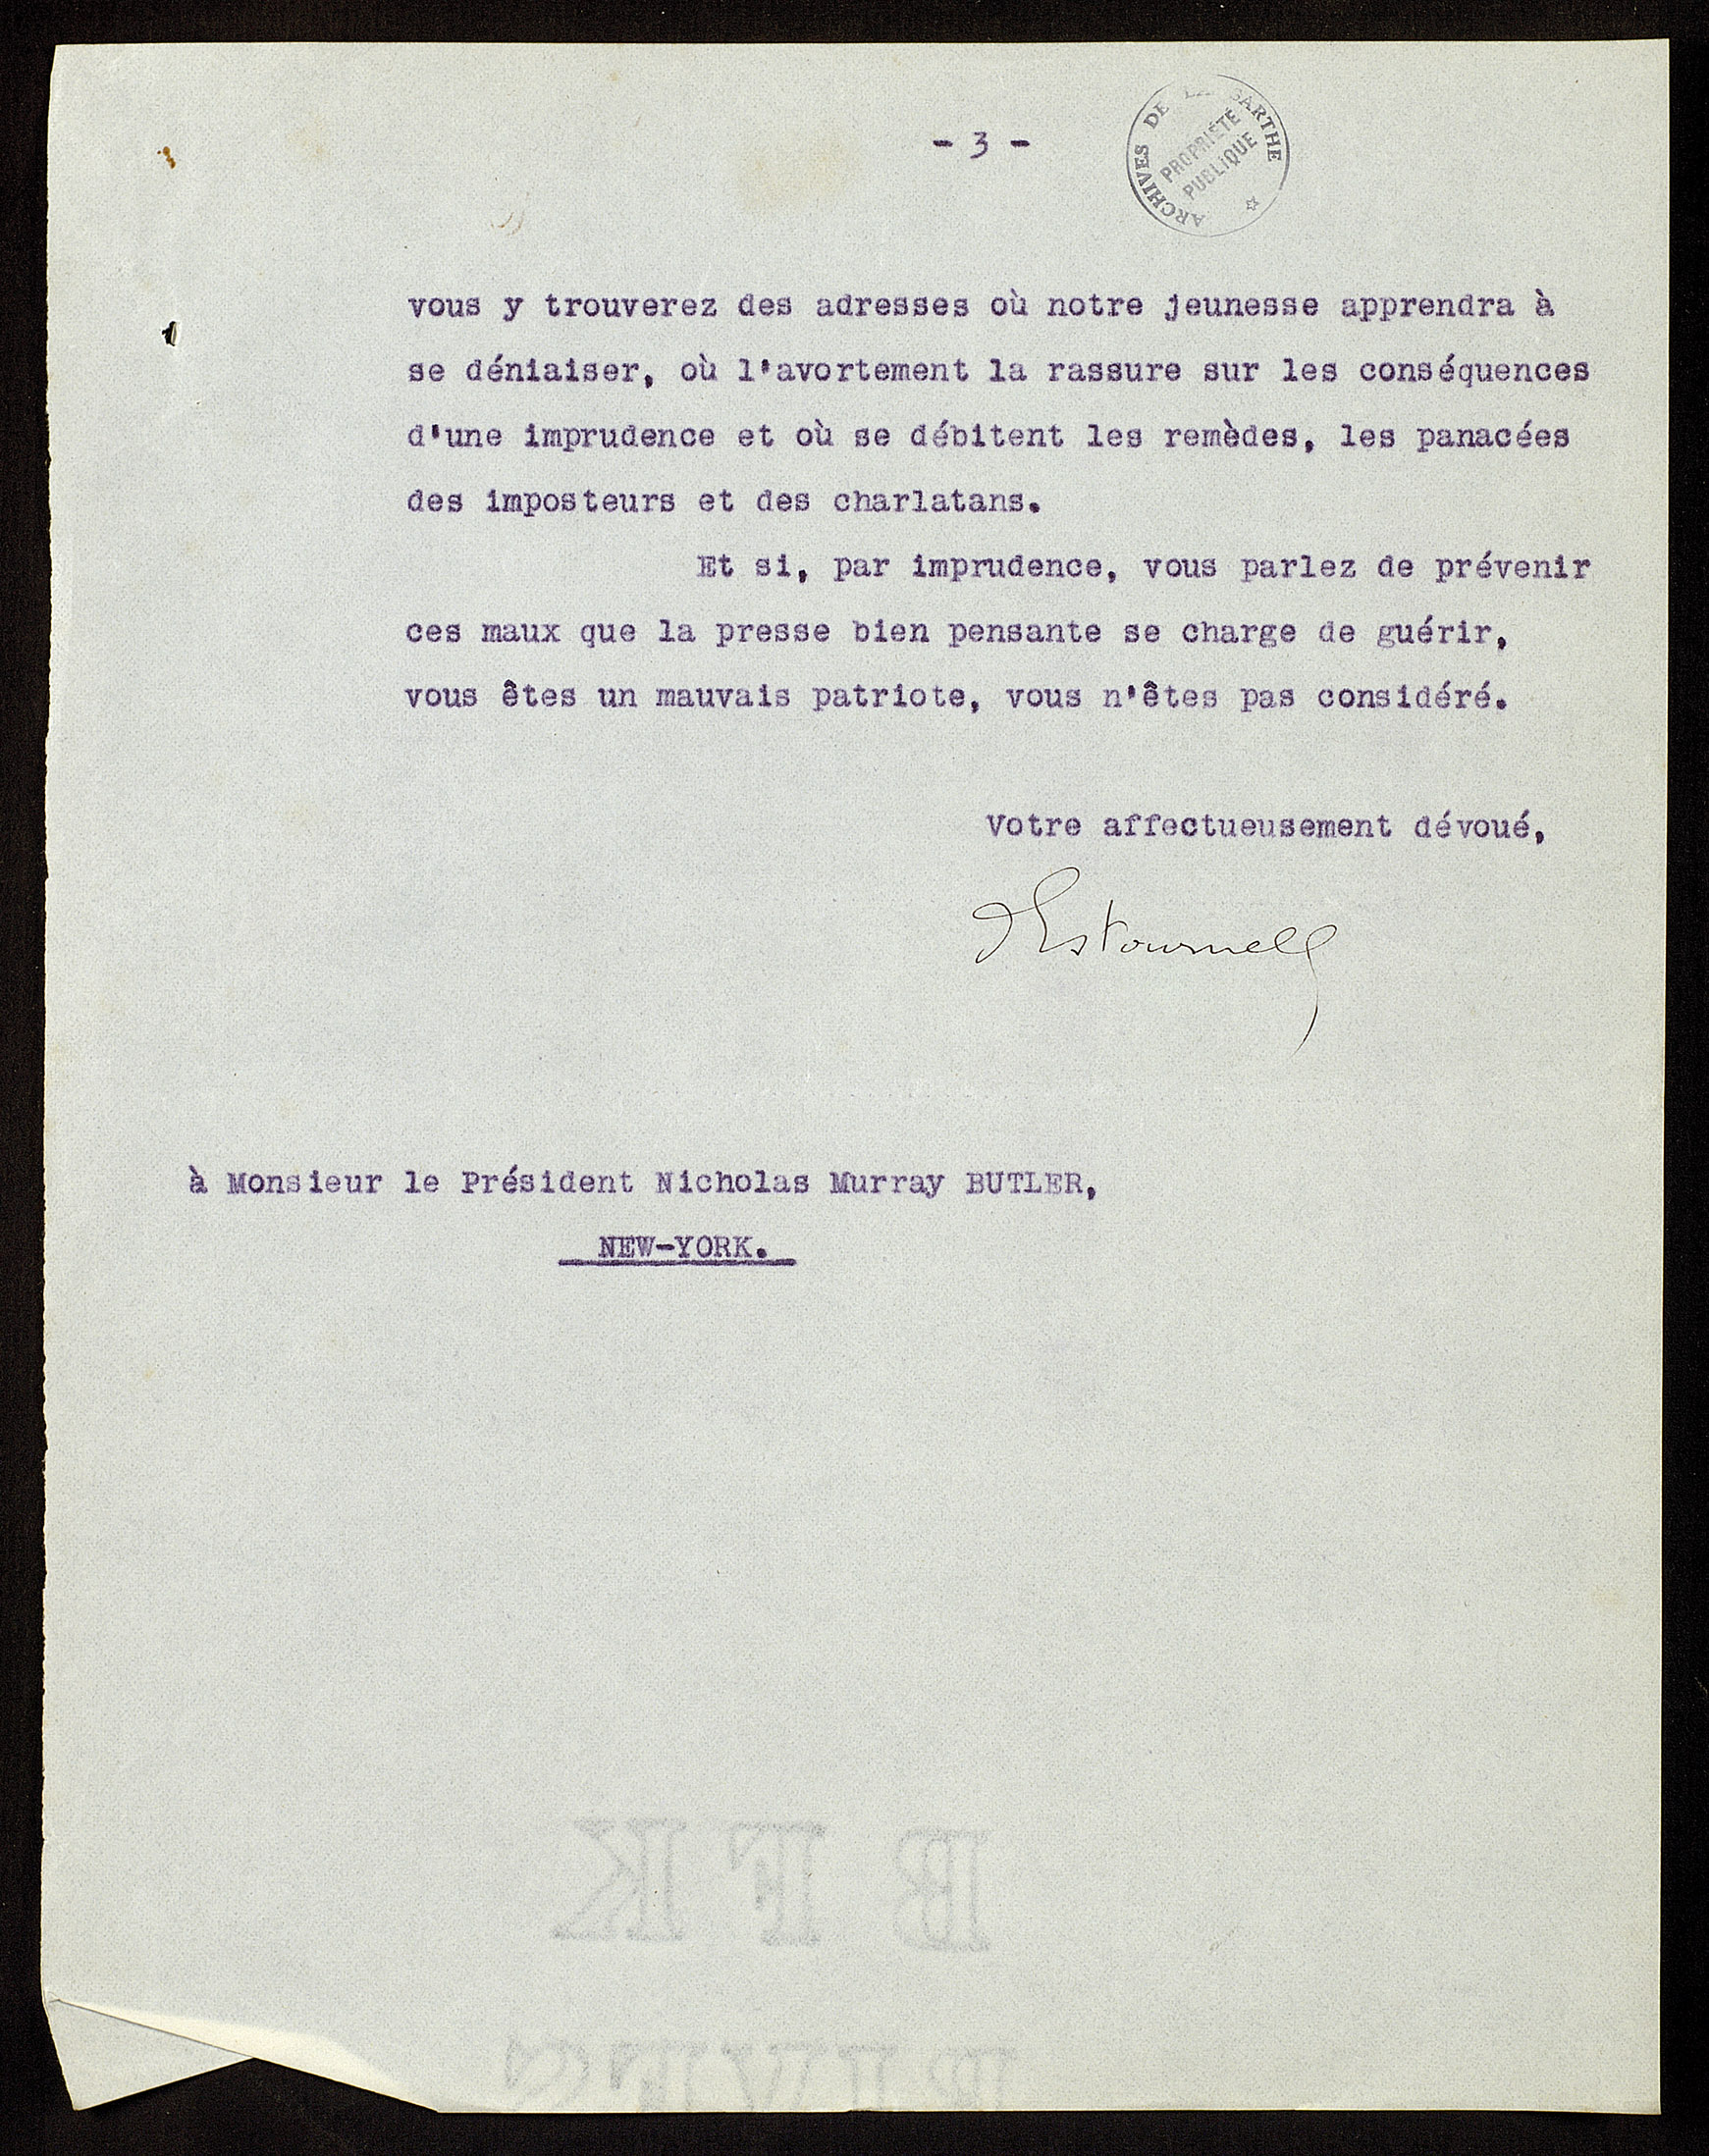 - 3 -
ARCHIVES DE LA SARTHE
PROPRIÉTÉ
PUBLIQUE
vous y trouverez des adresses où notre jeunesse apprendra à
se déniaiser, où l'avortement la rassure sur les conséquences
d'une imprudence et où se débitent les remèdes, les panacées
des imposteurs et des charlatans.
Et si, par imprudence, vous parlez de prévenir
ces maux que la presse bien pensante se charge de guérir,
vous êtes un mauvais patriote, vous n'êtes pas considéré.
Votre affectueusement dévoué,
d'Estournelles
à Monsieur le Président Nicholas Murray BUTLER,
NEW-YORK.
B F K
RIVES